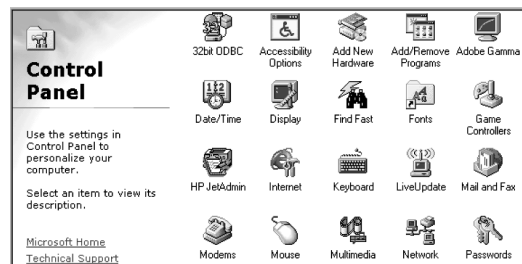 Control
Panel
Use the settings in
Control Panel to
personalize your
computer.
Select an item to view its
description.
Microsoft Home
Technical Support
32bit ODBC
Accessibility
Options
Add New
Hardware
Add/Remove
Programs
Adobe Gamma
Date/Time
Display
Find Fast
Fonts
Game
Controllers
HP JetAdmin
Internet
Keyboard
LiveUpdate
Mail and Fax
Modems
Mouse
Multimedia
Network
Passwords